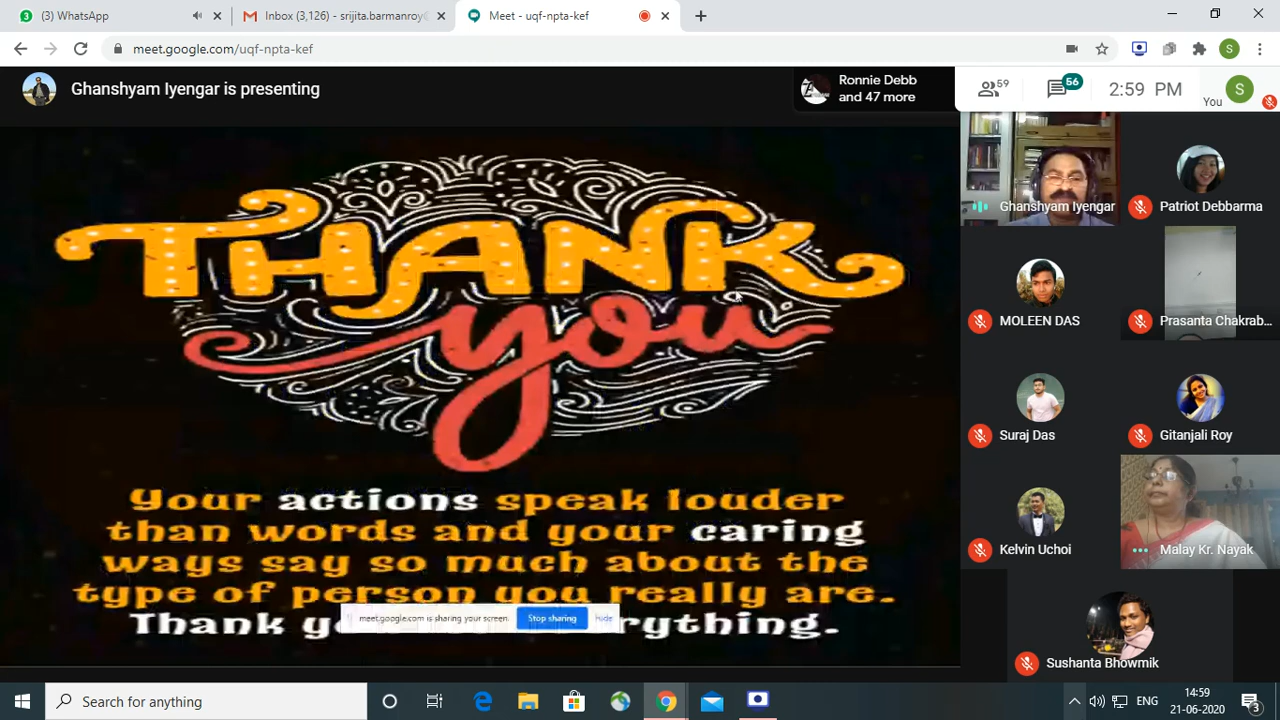 (3) WhatsApp
Inbox (3,126) - srijita.barmanroy@
Meet - uqf-npta-kef
meet.google.com/uqf-npta-kef
S
Ghanshyam Iyengar is presenting
Ronnie Debb
and 47 more
59
56
2:59 PM
You
S
THANK
you
Your actions speak louder
than words and your caring
ways say so much about the
type of person you really are.
Thank rything.
meet.google.com is sharing your screen.
Stop sharing
Hide
Ghanshyam Iyengar
Patriot Debbarma
MOLEEN DAS
Prasanta Chakrab...
Suraj Das
Gitanjali Roy
Kelvin Uchoi
Malay Kr. Nayak
Sushanta Bhowmik
Search for anything
ENG
14:59
21-06-2020
3